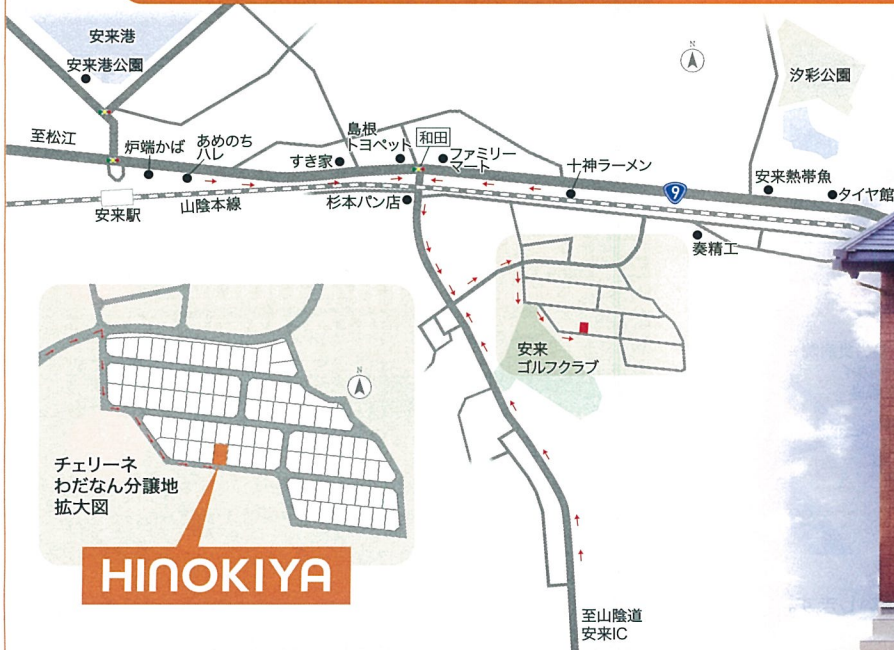 安来港
安来港公園
N
汐彩公園
至松江
炉端かば
あめのち
ハレ
すき家
島根
トヨペット
和田
ファミリー
マート
十神ラーメン
9
安来熱帯魚
タイヤ館
安来駅
山陰本線
杉本パン店
奏精工
安来
ゴルフクラブ
N
チェリーネ
わだなん分譲地
拡大図
HINOKIYA
至山陰道
安来IC